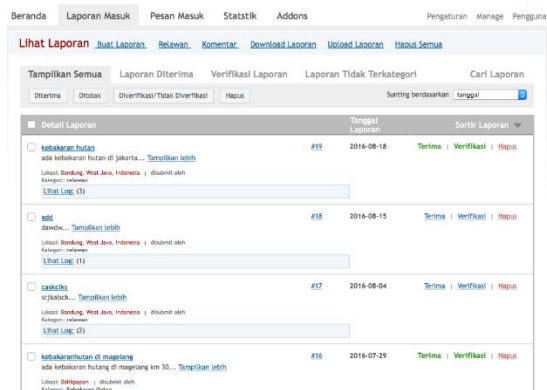 Beranda Laporan Masuk Pesan Masuk Statstik Addons Pengaturan Manage Pengguna
Lihat Laporan Buat Laporan Relawan Komentar Download Laporan Upload Laporan Hapus Semua
Tampilkan Semua Laporan Diterima Verifikasi Laporan Laporan Tidak Terkategori Cari Laporan
Diterima Ditolak Diverifikasi/Tidak Diverfikasi Hapus Sunting berdasarkan tanggal
Detail Laporan Tanggal Laporan Sortir Laporan
kebakaran hutan #19 2016-08-18 Terima | Verifikasi | Hapus
ada kebakaran hutan di jakarta... Tampilkan lebih
Lokasi: Bandung, West Java, Indonesia | disubmit oleh
Kategori: relawan
Lihat Log: (3)
add #18 2016-08-15 Terima | Verifikasi | Hapus
dawdw... Tampilkan lebih
Lokasi: Bandung, West Java, Indonesia | disubmit oleh
Kategori: relawan
Lihat Log: (1)
caskclks #17 2016-08-04 Terima | Verifikasi | Hapus
scjkalsck... Tampilkan lebih
Lokasi: Bandung, West Java, Indonesia | disubmit oleh
Kategori: relawan
Lihat Log: (2)
kebakaranhutan di magelang #16 2016-07-29 Terima | Verifikasi | Hapus
ada kebakaran hutang di magelang km 30... Tampilkan lebih
Lokasi: Balikpapan | disubmit oleh
Kategori: Kebakaran Hutan